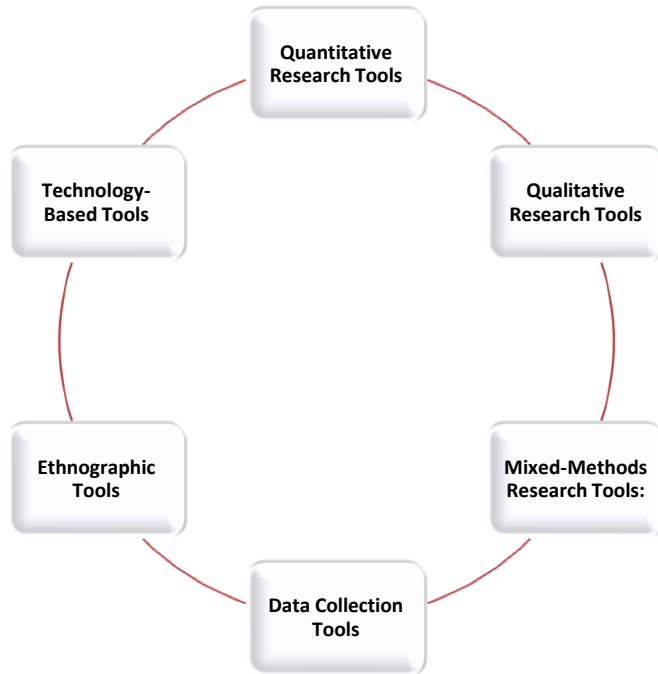 Quantitative
Research Tools
Qualitative
Research Tools
Mixed-Methods
Research Tools:
Data Collection
Tools
Ethnographic
Tools
Technology-
Based Tools